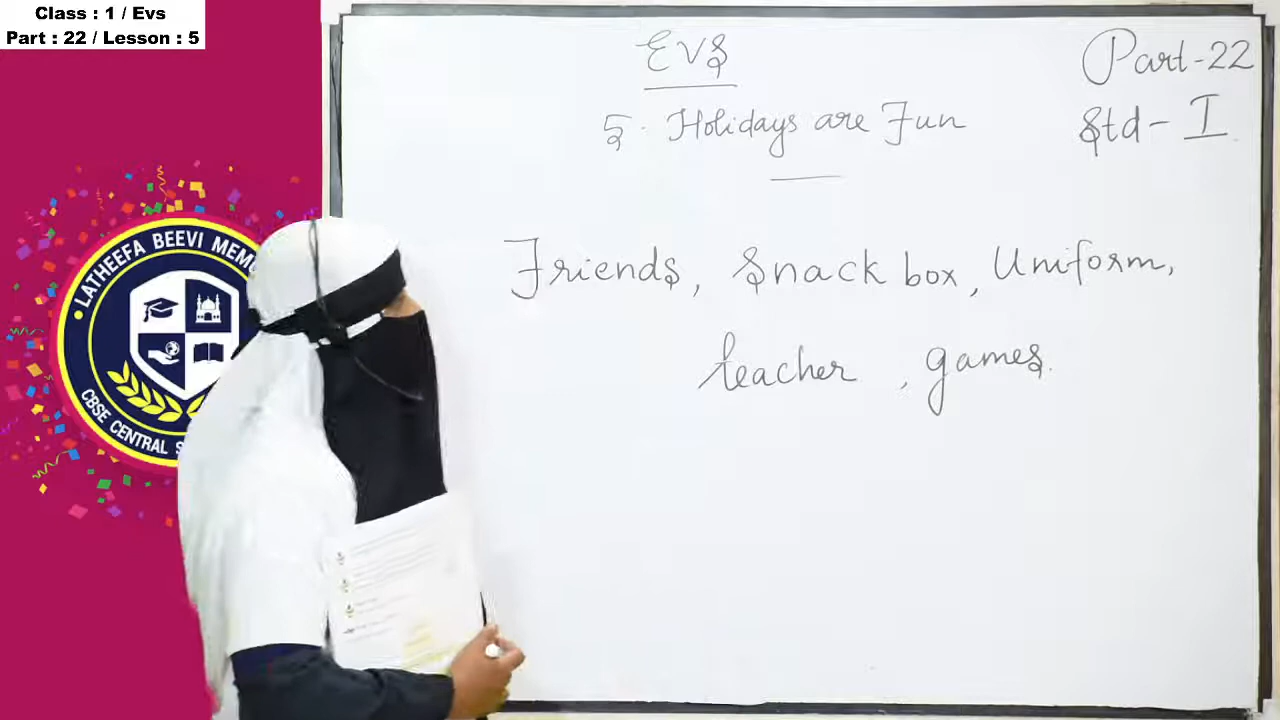 Class : 1 / Evs
Part : 22 / Lesson : 5
EVS
Part-22
5. Holidays are Fun
Std - I
LATHEEFA BEEVI MEMO
CBSE CENTRAL S
Friends, Snack box, Uniform,
teacher, games.